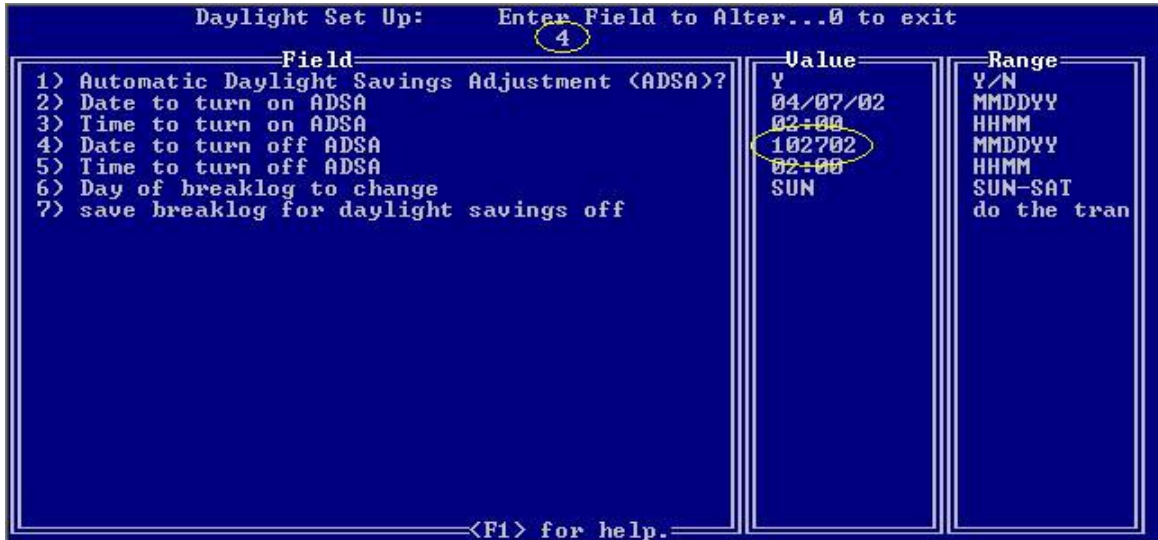 Daylight Set Up: Enter Field to Alter...0 to exit
4
Field Value Range
1) Automatic Daylight Savings Adjustment (ADSA)? Y Y/N
2) Date to turn on ADSA 04/07/02 MMDDYY
3) Time to turn on ADSA 02:00 HHMM
4) Date to turn off ADSA 102702 MMDDYY
5) Time to turn off ADSA 02:00 HHMM
6) Day of breaklog to change SUN SUN-SAT
7) save breaklog for daylight savings off do the tran
<F1> for help.